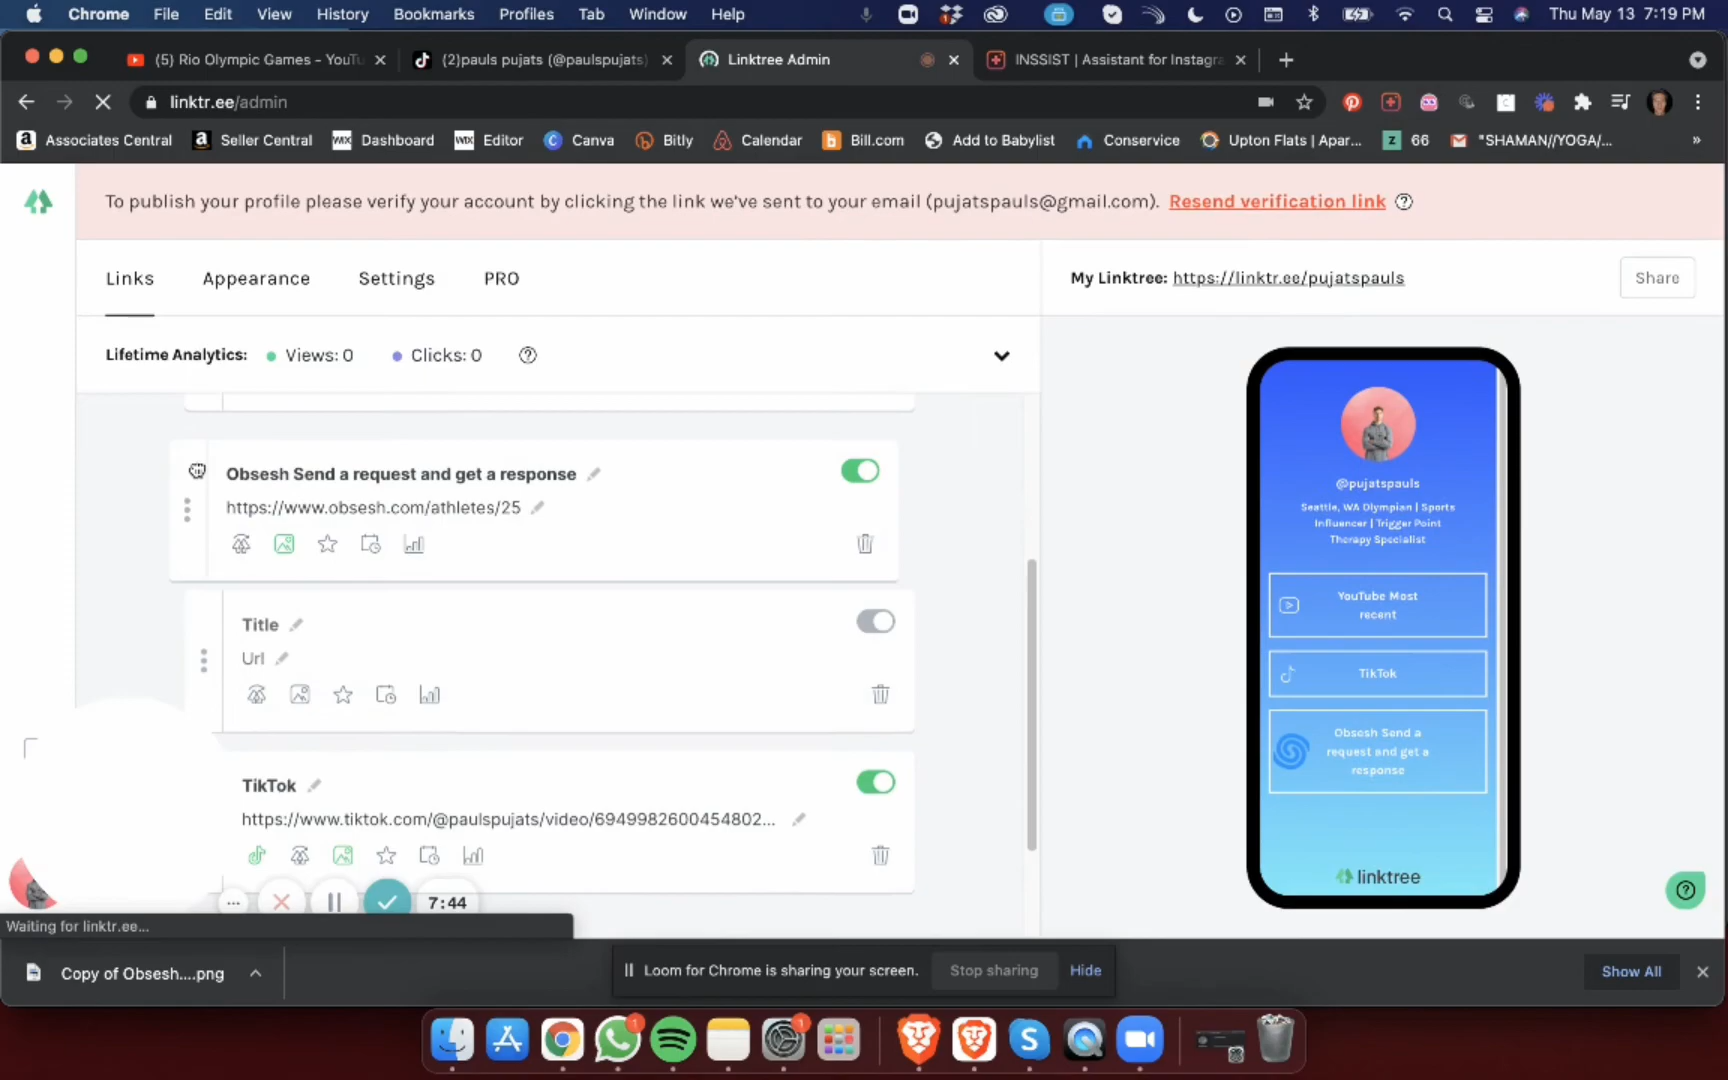 Chrome File Edit View History Bookmarks Profiles Tab Window Help Thu May 13 7:19 PM
(5) Rio Olympic Games - YouTu
(2)pauls pujats (@paulspujats)
Linktree Admin
INSSIST | Assistant for Instagra
linktr.ee/admin
Associates Central
Seller Central
WIX Dashboard
WIX Editor
Canva
Bitly
Calendar
Bill.com
Add to Babylist
Conservice
Upton Flats | Apar...
Z 66
"SHAMAN//YOGA/...
»
To publish your profile please verify your account by clicking the link we've sent to your email (pujatspauls@gmail.com). Resend verification link
Links Appearance Settings PRO
My Linktree: https://linktr.ee/pujatspauls
Share
Lifetime Analytics: Views: 0 Clicks: 0
Obsesh Send a request and get a response
https://www.obsesh.com/athletes/25
Title
Url
TikTok
https://www.tiktok.com/@paulspujats/video/6949982600454802...
7:44
@pujatspauls
Seattle, WA Olympian | Sports
Influencer | Trigger Point
Therapy Specialist
YouTube Most
recent
TikTok
Obsesh Send a
request and get a
response
linktree
Waiting for linktr.ee...
Copy of Obsesh....png
Loom for Chrome is sharing your screen. Stop sharing Hide
Show All
1
1